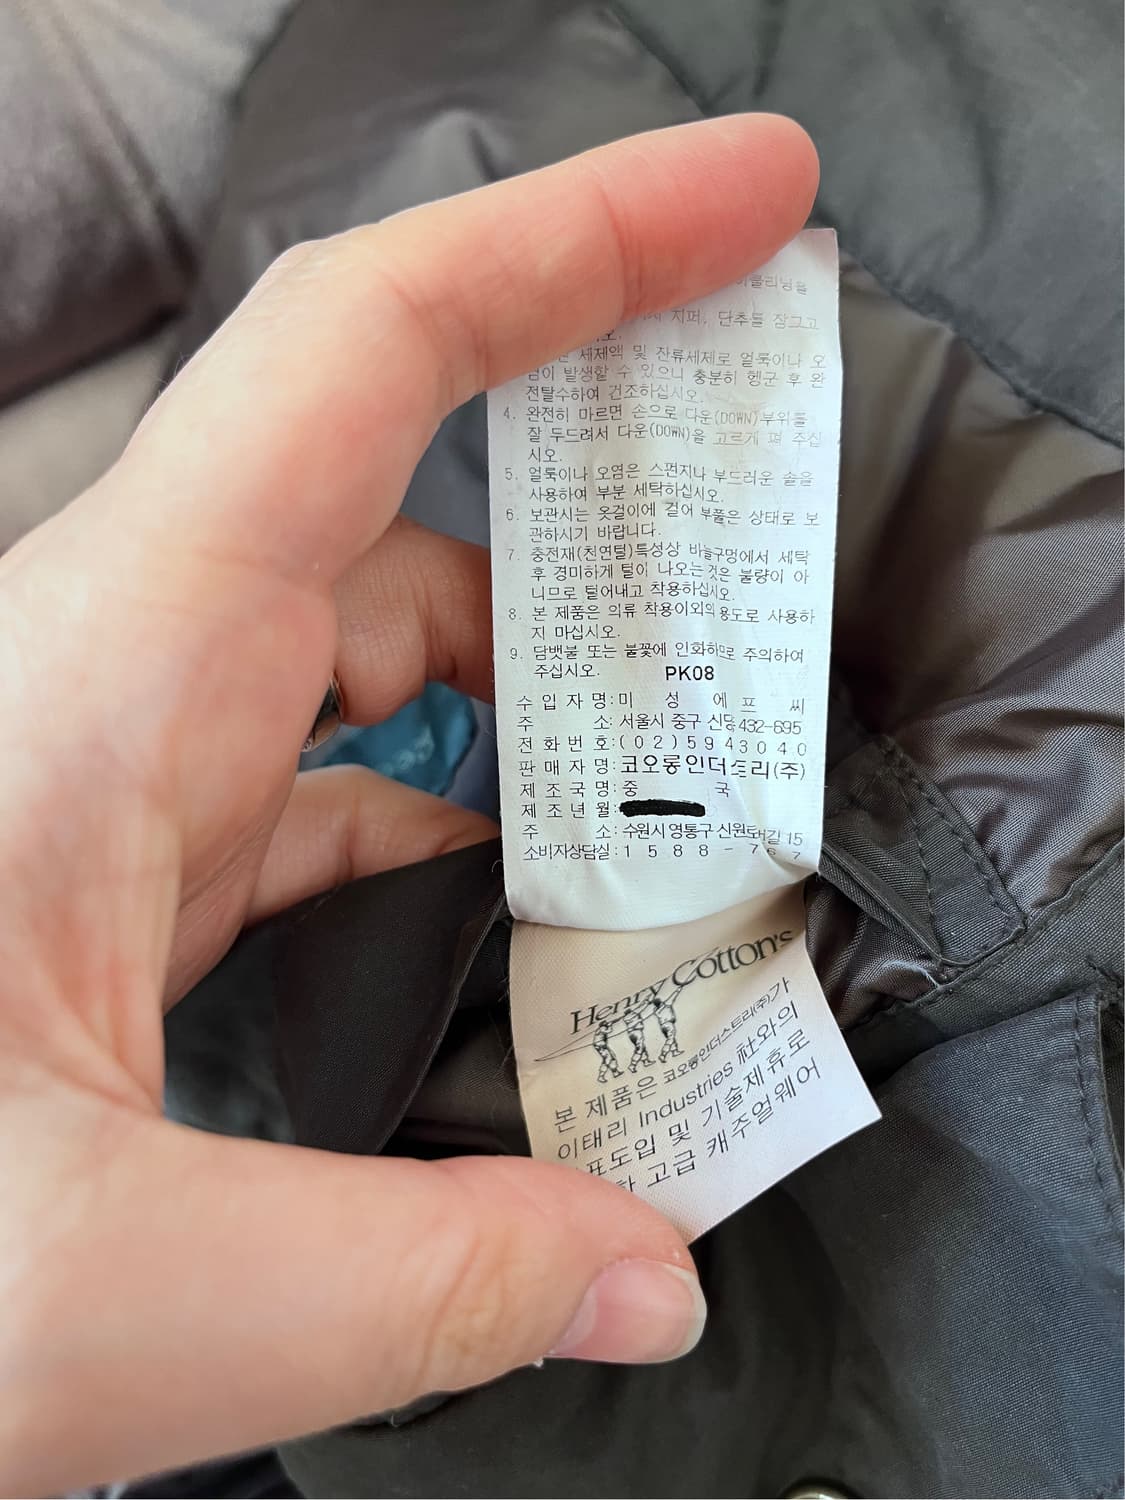 이클리닝을
지퍼, 단추를 잠그고
세제액 및 잔류세제로 얼룩이나 오
염이 발생할 수 있으니 충분히 헹군 후 완
전탈수하여 건조하십시오.
4. 완전히 마르면 손으로 다운(DOWN)부위를
잘 두드려서 다운(DOWN)을 고르게 펴 주십
시오.
5. 얼룩이나 오염은 스펀지나 부드러운 솔을
사용하여 부분 세탁하십시오.
6. 보관시는 옷걸이에 걸어 부풀은 상태로 보
관하시기 바랍니다.
7. 충전재(천연털)특성상 바늘구멍에서 세탁
후 경미하게 털이 나오는것은 불량이 아
니므로 털어내고 착용하십시오.
8. 본 제품은 의류 착용이외의용도로 사용하
지 마십시오.
9. 담뱃불 또는 불꽃에 인화하므로 주의하여
주십시오.
PK08
수입자명:미 성 에 프 씨
주 소:서울시 중구 신당432-695
전화번호:(02)5943040
판매자명:코오롱인더스트리(주)
제조국명:중 국
제조년월:
주 소:수원시 영통구 신원로 15
소비자상담실:1588-767
Henry Cotton's
본 제품은 코오롱인더스트리(주)가
이태리 Industries 社와의
표도입 및 기술제휴로
한 고급 캐주얼웨어